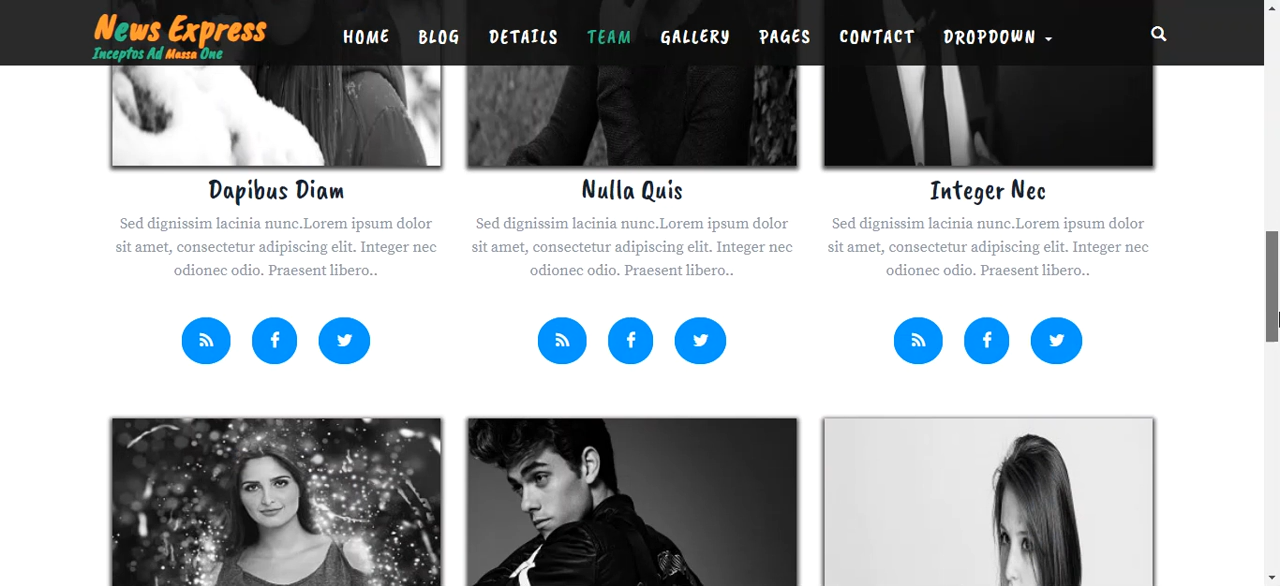 News Express
Inceptos Ad Massa One
HOME BLOG DETAILS TEAM GALLERY PAGES CONTACT DROPDOWN
Dapibus Diam
Sed dignissim lacinia nunc.Lorem ipsum dolor
sit amet, consectetur adipiscing elit. Integer nec
odionec odio. Praesent libero..
Nulla Quis
Sed dignissim lacinia nunc.Lorem ipsum dolor
sit amet, consectetur adipiscing elit. Integer nec
odionec odio. Praesent libero..
Integer Nec
Sed dignissim lacinia nunc.Lorem ipsum dolor
sit amet, consectetur adipiscing elit. Integer nec
odionec odio. Praesent libero..